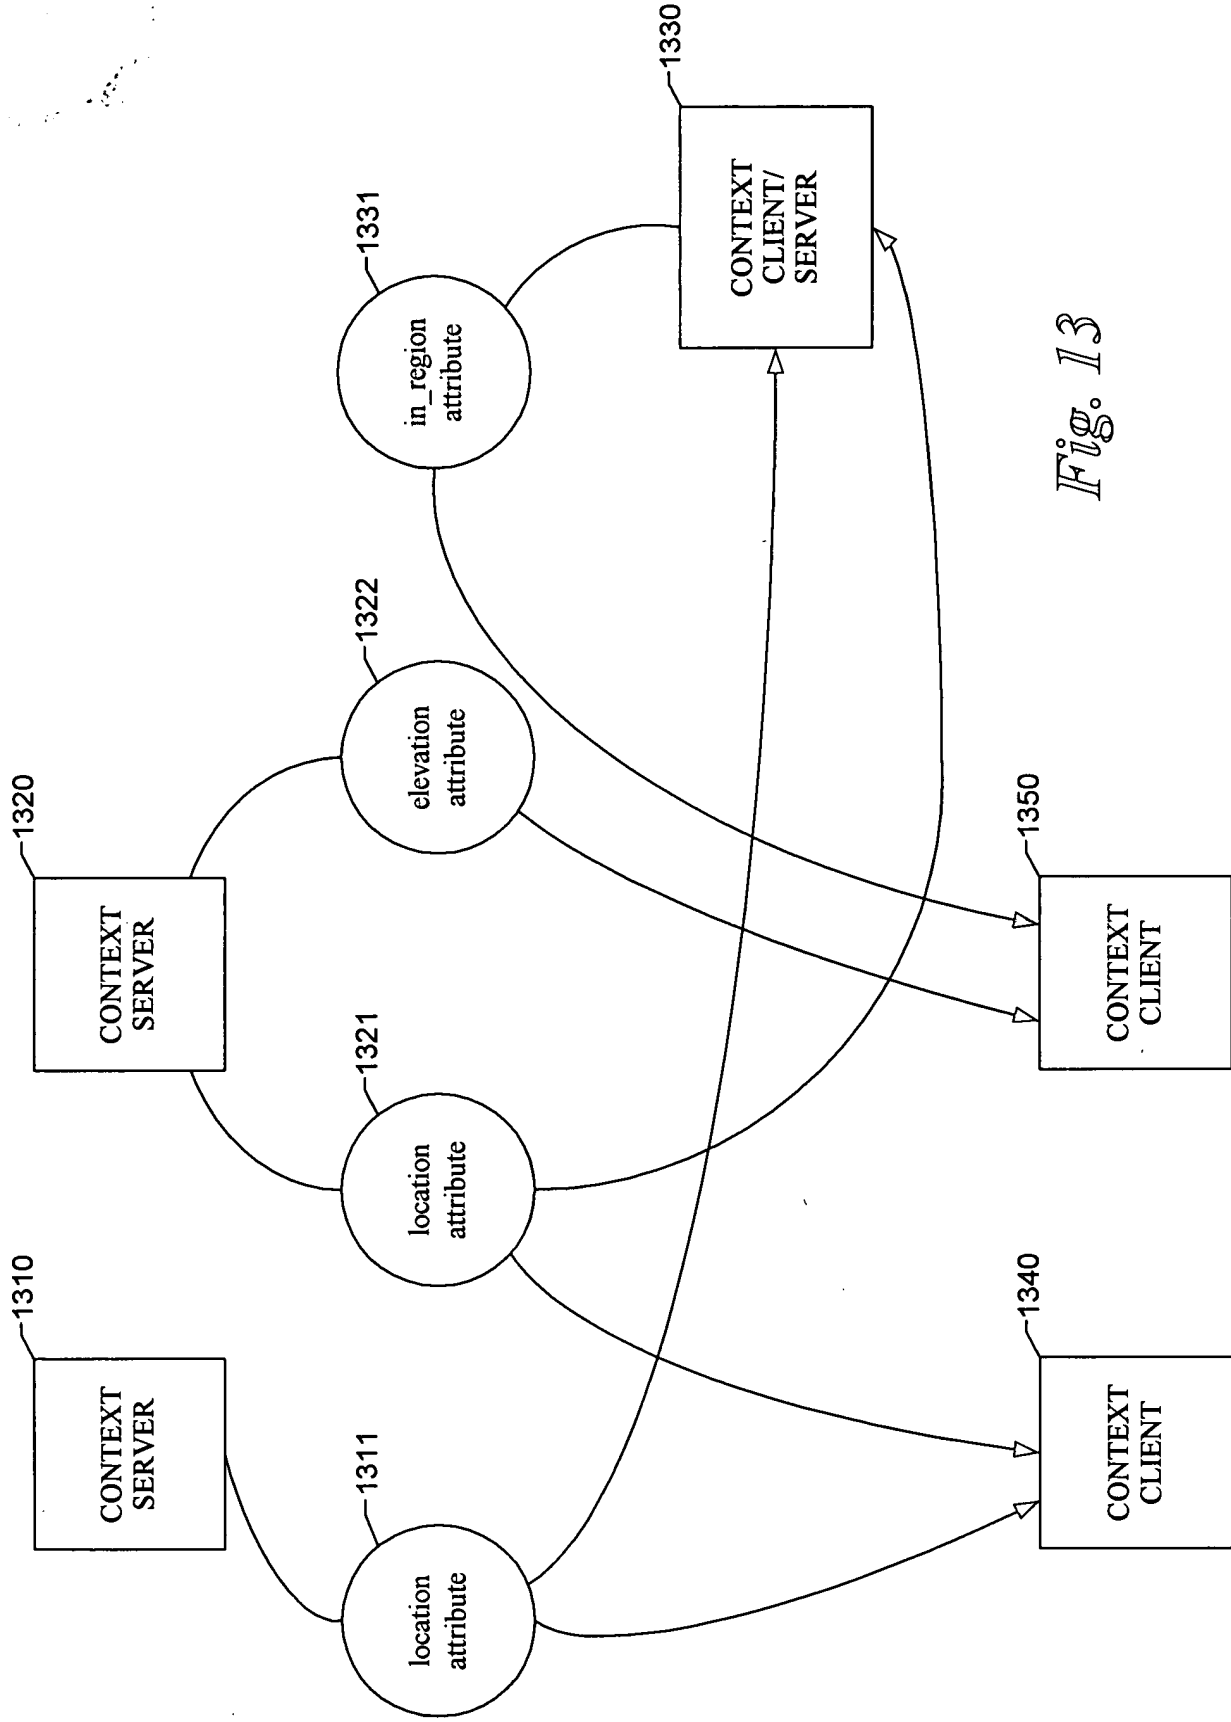 1310
CONTEXT
SERVER
1320
CONTEXT
SERVER
1311
location
attribute
1321
location
attribute
1322
elevation
attribute
1331
in_region
attribute
1330
CONTEXT
CLIENT/
SERVER
1340
CONTEXT
CLIENT
1350
CONTEXT
CLIENT
Fig. 13